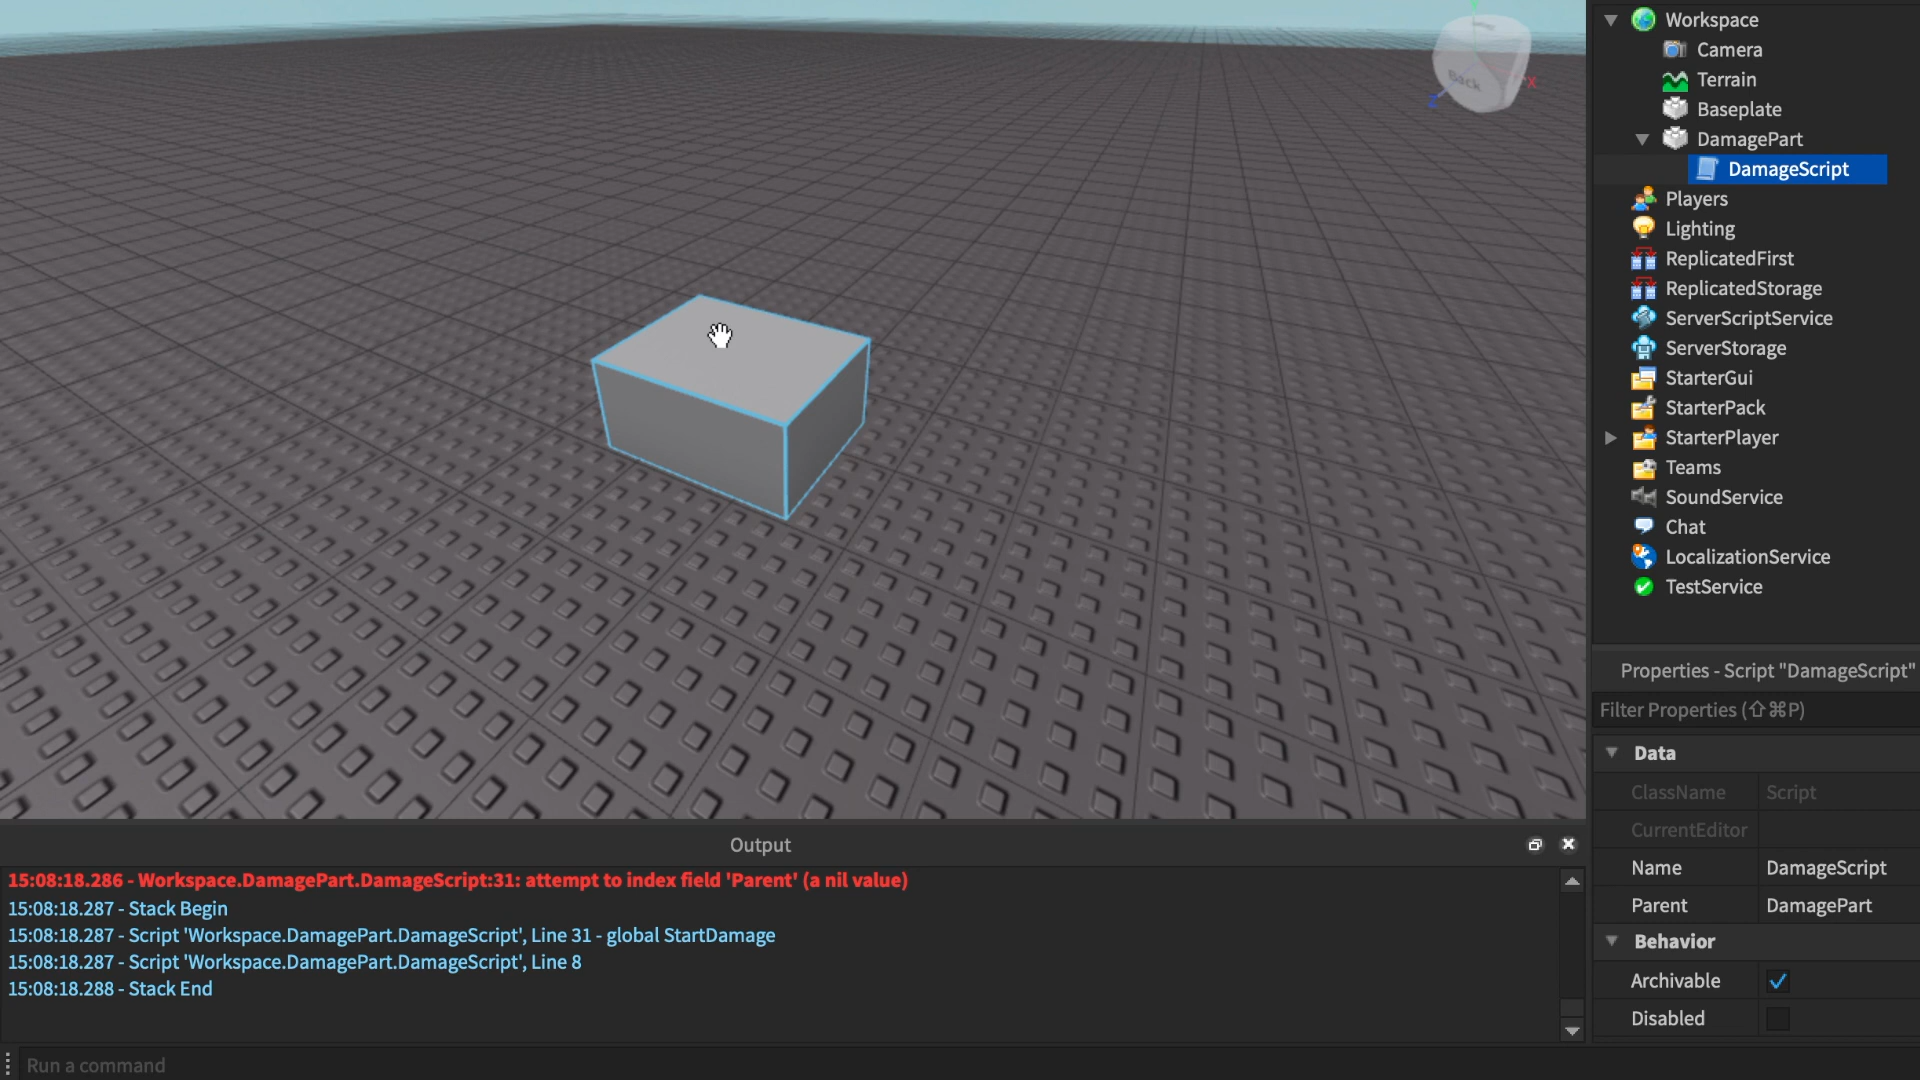 Back
X
Z
Workspace
Camera
Terrain
Baseplate
DamagePart
DamageScript
Players
Lighting
ReplicatedFirst
ReplicatedStorage
ServerScriptService
ServerStorage
StarterGui
StarterPack
StarterPlayer
Teams
SoundService
Chat
LocalizationService
TestService
Properties - Script "DamageScript"
Filter Properties (⇧⌘P)
Data
ClassName Script
CurrentEditor
Name DamageScript
Parent DamagePart
Behavior
Archivable
Disabled
Output
15:08:18.286 - Workspace.DamagePart.DamageScript:31: attempt to index field 'Parent' (a nil value)
15:08:18.287 - Stack Begin
15:08:18.287 - Script 'Workspace.DamagePart.DamageScript', Line 31 - global StartDamage
15:08:18.287 - Script 'Workspace.DamagePart.DamageScript', Line 8
15:08:18.288 - Stack End
Run a command